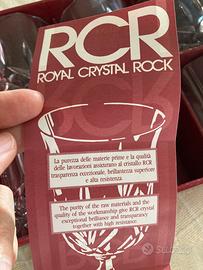 RCR
ROYAL CRYSTAL ROCK
La purezza delle materie prime e la qualità
delle lavorazioni assicurano al cristallo RCR
trasparenza eccezionale, brillantezza superiore
e alta resistenza
The purity of the raw materials and the
quality of the workmanship give RCR crystal
exceptional brilliance and transparency
together with high resistance.